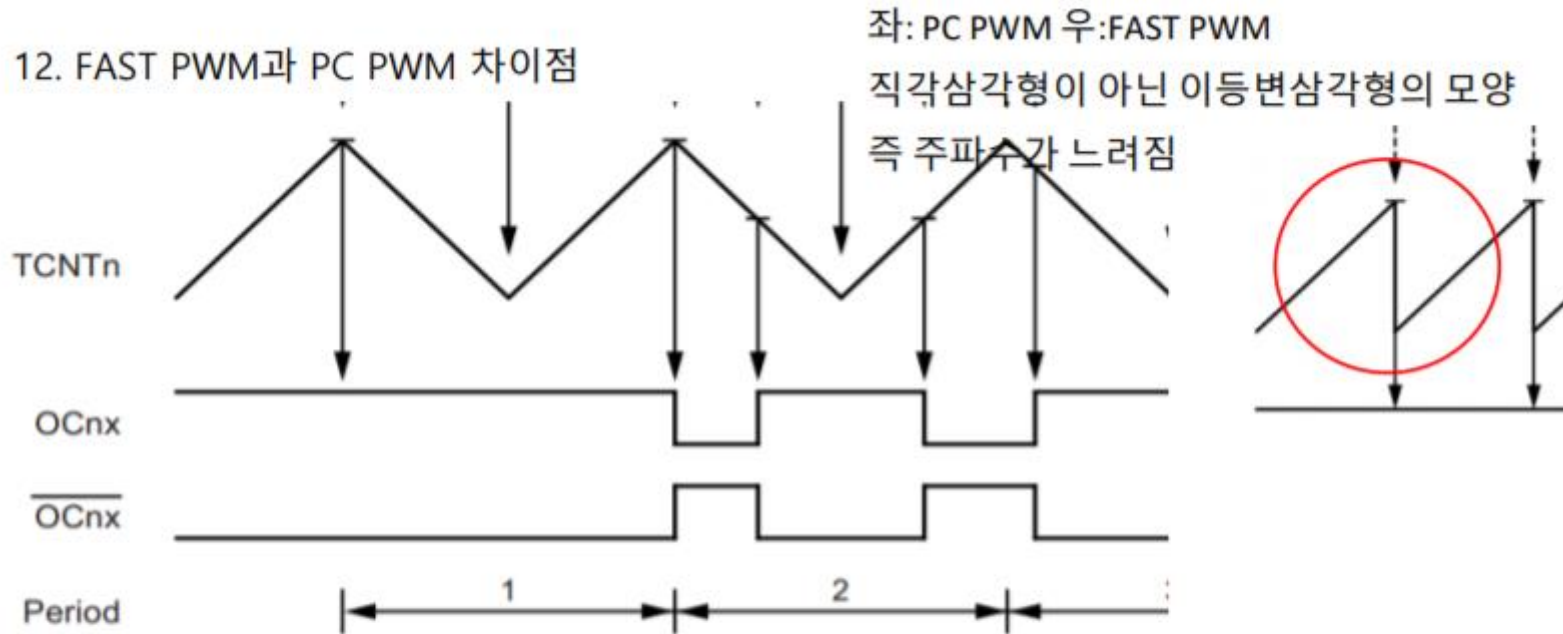 좌: PC PWM 우:FAST PWM
12. FAST PWM과 PC PWM 차이점
직각삼각형이 아닌 이등변삼각형의 모양
즉 주파수가 느려짐
TCNTn
OCnx
OCnx
Period
1
2